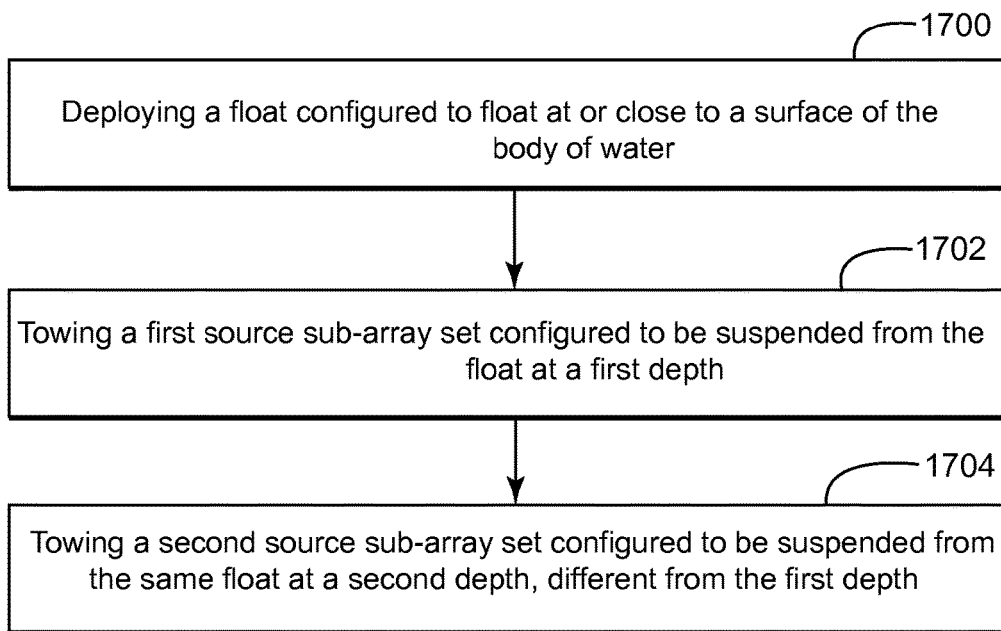 1700
Deploying a float configured to float at or close to a surface of the
body of water
1702
Towing a first source sub-array set configured to be suspended from the
float at a first depth
1704
Towing a second source sub-array set configured to be suspended from
the same float at a second depth, different from the first depth